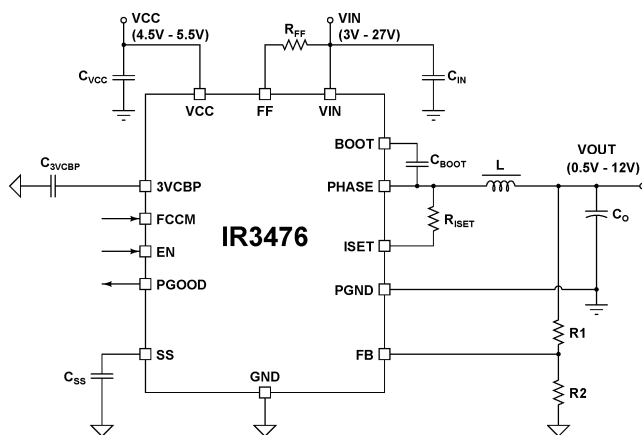 VCC
(4.5V - 5.5V)
RFF
VIN
(3V - 27V)
CVCC
CIN
VCC
FF
VIN
BOOT
CBOOT
L
VOUT
(0.5V - 12V)
C3VCBP
3VCBP
PHASE
FCCM
RISET
CO
IR3476
EN
ISET
PGOOD
PGND
R1
SS
FB
CSS
GND
R2